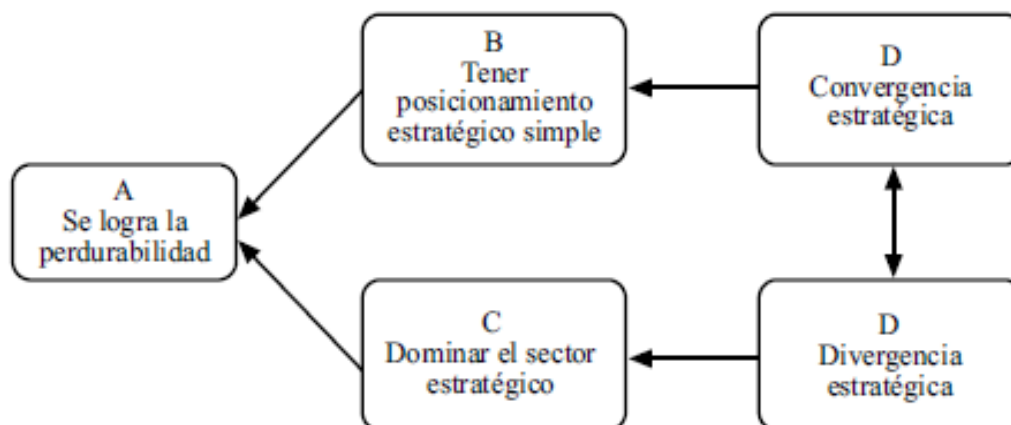 B
Tener
posicionamiento
estratégico simple
D
Convergencia
estratégica
A
Se logra la
perdurabilidad
C
Dominar el sector
estratégico
D
Divergencia
estratégica